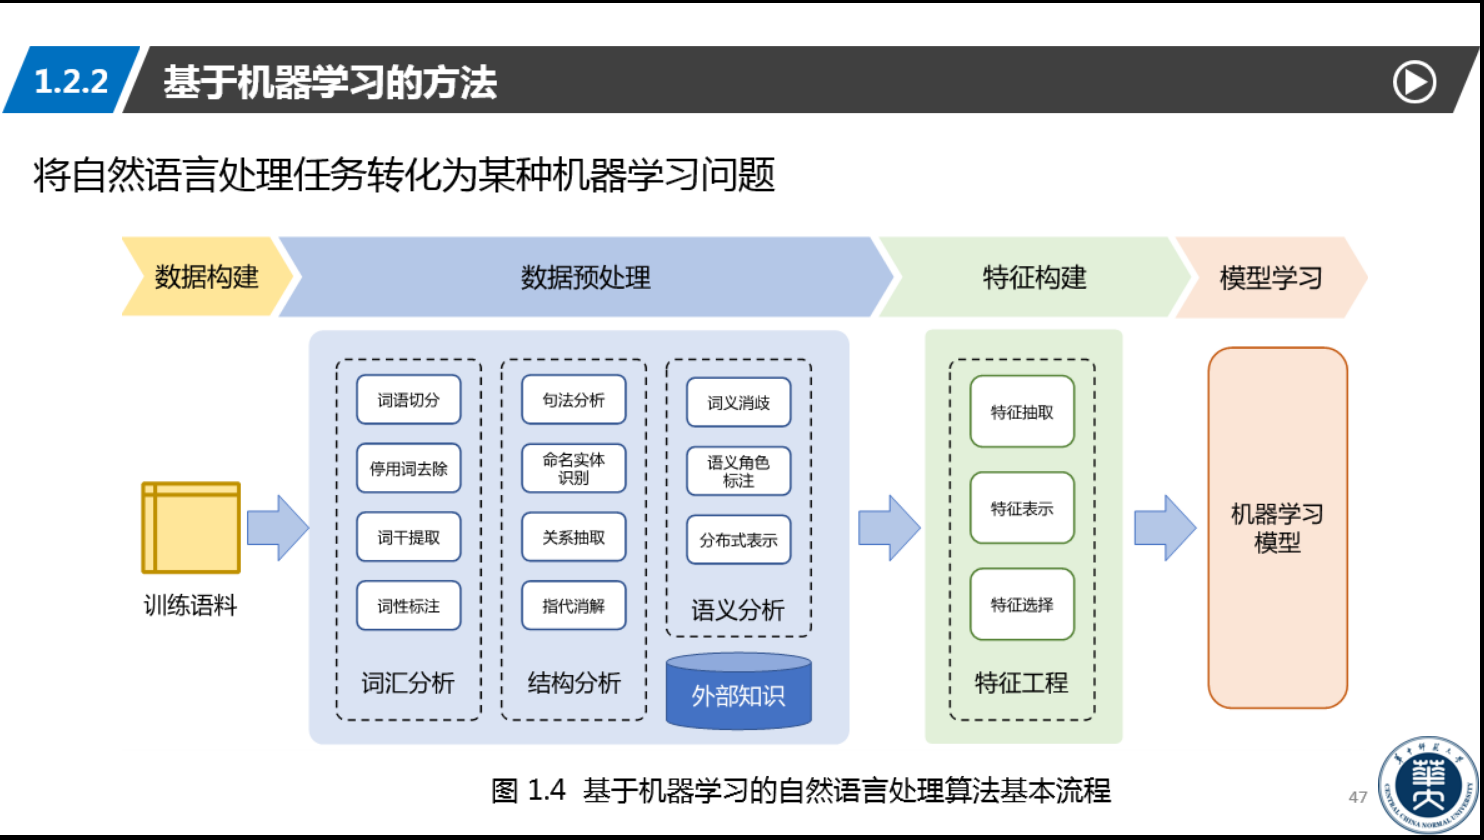 1.2.2 基于机器学习的方法
将自然语言处理任务转化为某种机器学习问题
数据构建
数据预处理
特征构建
模型学习
训练语料
词语切分
停用词去除
词干提取
词性标注
词汇分析
句法分析
命名实体
识别
关系抽取
指代消解
结构分析
词义消歧
语义角色
标注
分布式表示
语义分析
外部知识
特征抽取
特征表示
特征选择
特征工程
机器学习
模型
图 1.4 基于机器学习的自然语言处理算法基本流程
47
华中师范大学
CENTRAL CHINA NORMAL UNIVERSITY